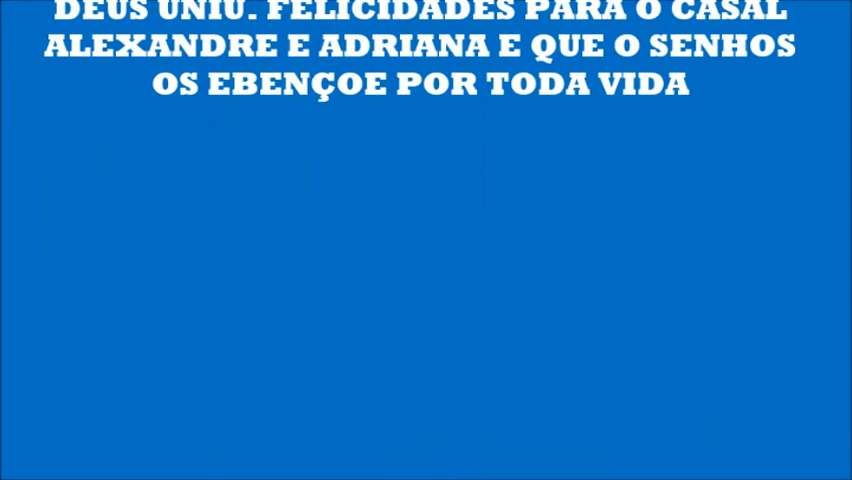 DEUS UNIU. FELICIDADES PARA O CASAL
ALEXANDRE E ADRIANA E QUE O SENHOS
OS EBENÇOE POR TODA VIDA